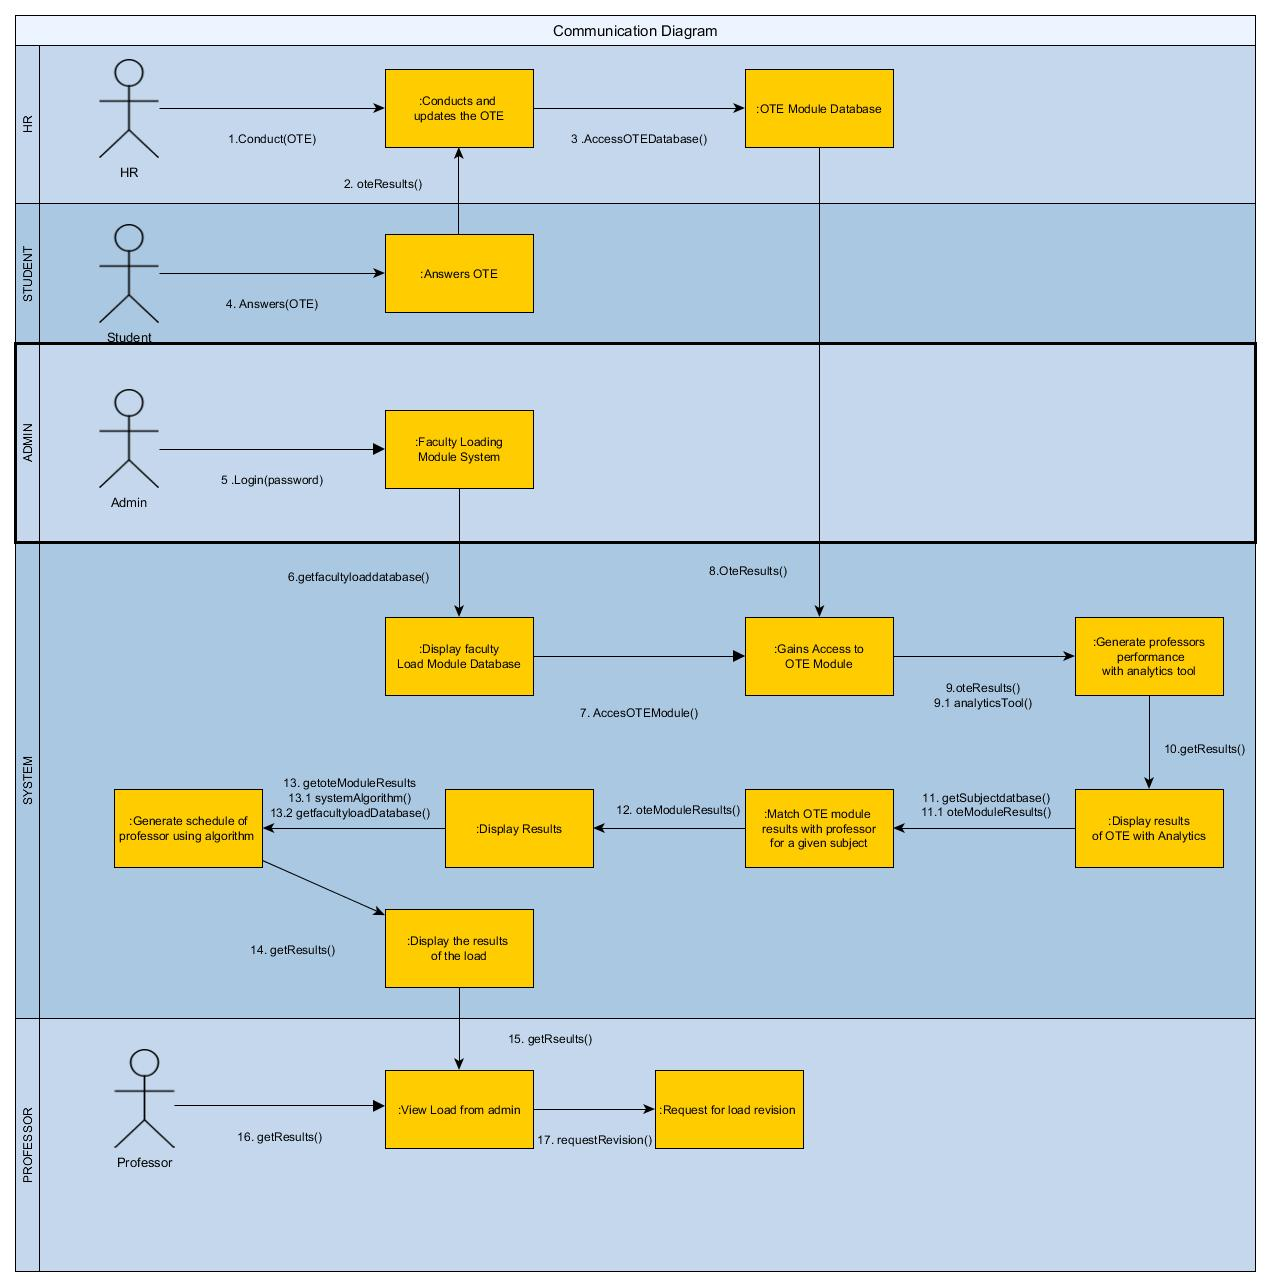 Communication Diagram
HR
HR
1.Conduct(OTE)
:Conducts and
updates the OTE
3 .AccessOTEDatabase()
:OTE Module Database
2. oteResults()
STUDENT
Student
4. Answers(OTE)
:Answers OTE
ADMIN
Admin
5 .Login(password)
:Faculty Loading
Module System
SYSTEM
6.getfacultyloaddatabase()
8.OteResults()
:Display faculty
Load Module Database
7. AccesOTEModule()
:Gains Access to
OTE Module
9.oteResults()
9.1 analyticsTool()
:Generate professors
performance
with analytics tool
10.getResults()
:Generate schedule of
professor using algorithm
13. getoteModuleResults
13.1 systemAlgorithm()
13.2 getfacultyloadDatabase()
:Display Results
12. oteModuleResults()
:Match OTE module
results with professor
for a given subject
11. getSubjectdatbase()
11.1 oteModuleResults()
:Display results
of OTE with Analytics
14. getResults()
:Display the results
of the load
PROFESSOR
15. getRseults()
Professor
16. getResults()
:View Load from admin
17. requestRevision()
:Request for load revision